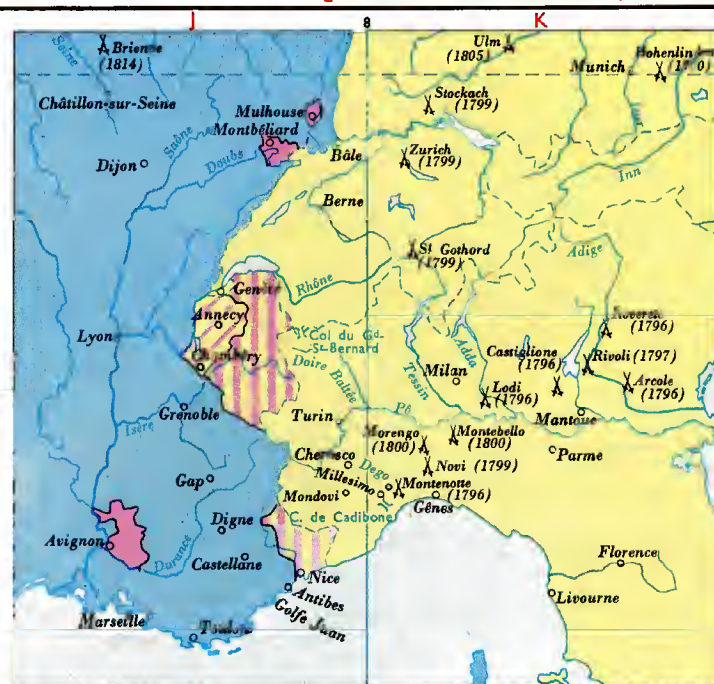 J
8
K
Seine
Brienne
(1814)
Ulm
(1805)
Munich
Châtillon-sur-Seine
Stockach
(1799)
Mulhouse
Montbéliard
Saône
Doubs
Dijon
Bâle
Zurich
(1799)
Inn
Berne
St Gothord
(1799)
Adige
Genève
Rhône
Annecy
Lyon
Col du Gd-
St-Bernard
Chambéry
Doire
Baltée
Rovereto
(1796)
Castiglione
(1796)
Rivoli (1797)
Milan
Tessin
Adda
Lodi
(1796)
Arcole
(1796)
Grenoble
Isère
Turin
Pô
Mantoue
Morengo
(1800)
Montebello
(1800)
Cherasco
Parme
Gap
Millesimo
Dego
Novi (1799)
Mondovi
Montenotte
(1796)
Gênes
Digne
C. de Cadibone
Avignon
Durance
Castellane
Nice
Florence
Antibes
Livourne
Marseille
Golfe Juan
Toulon